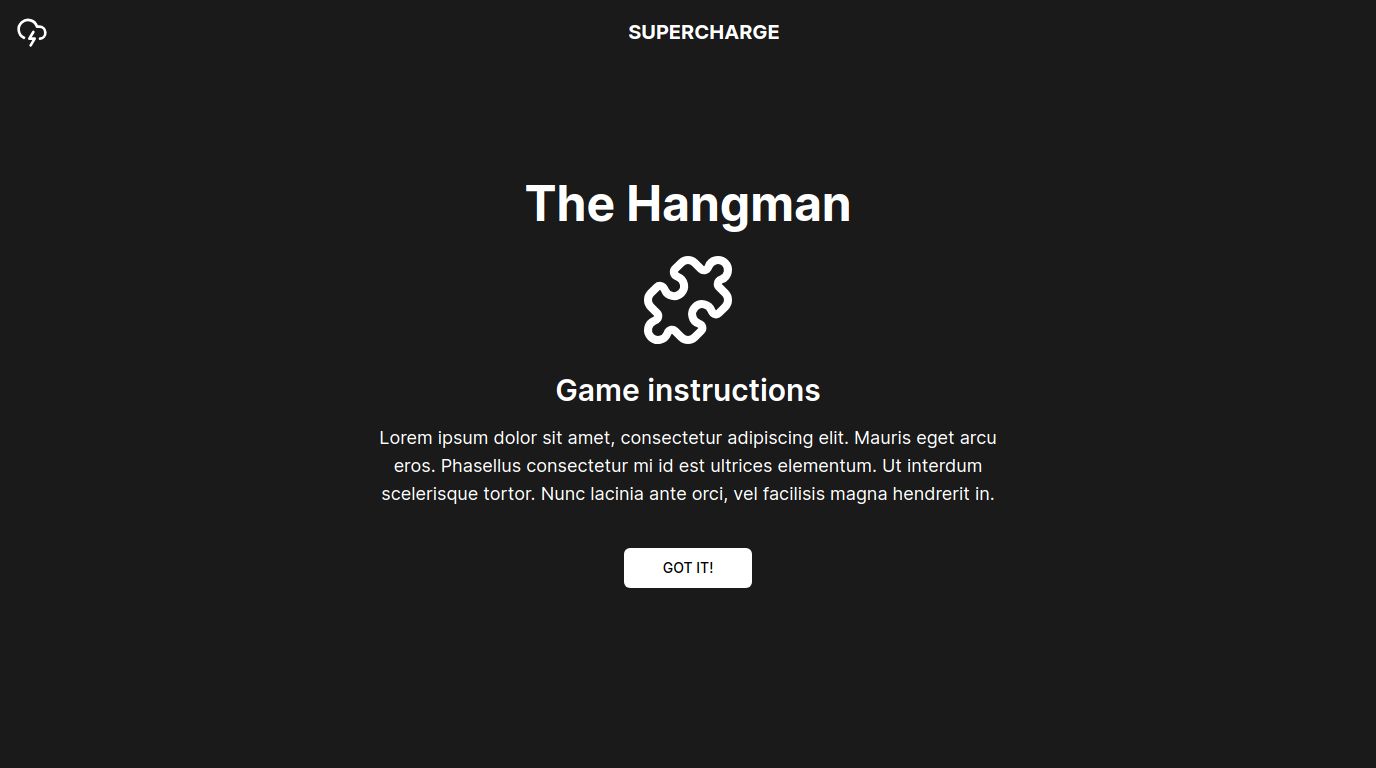 SUPERCHARGE
The Hangman
Game instructions
Lorem ipsum dolor sit amet, consectetur adipiscing elit. Mauris eget arcu
eros. Phasellus consectetur mi id est ultrices elementum. Ut interdum
scelerisque tortor. Nunc lacinia ante orci, vel facilisis magna hendrerit in.
GOT IT!